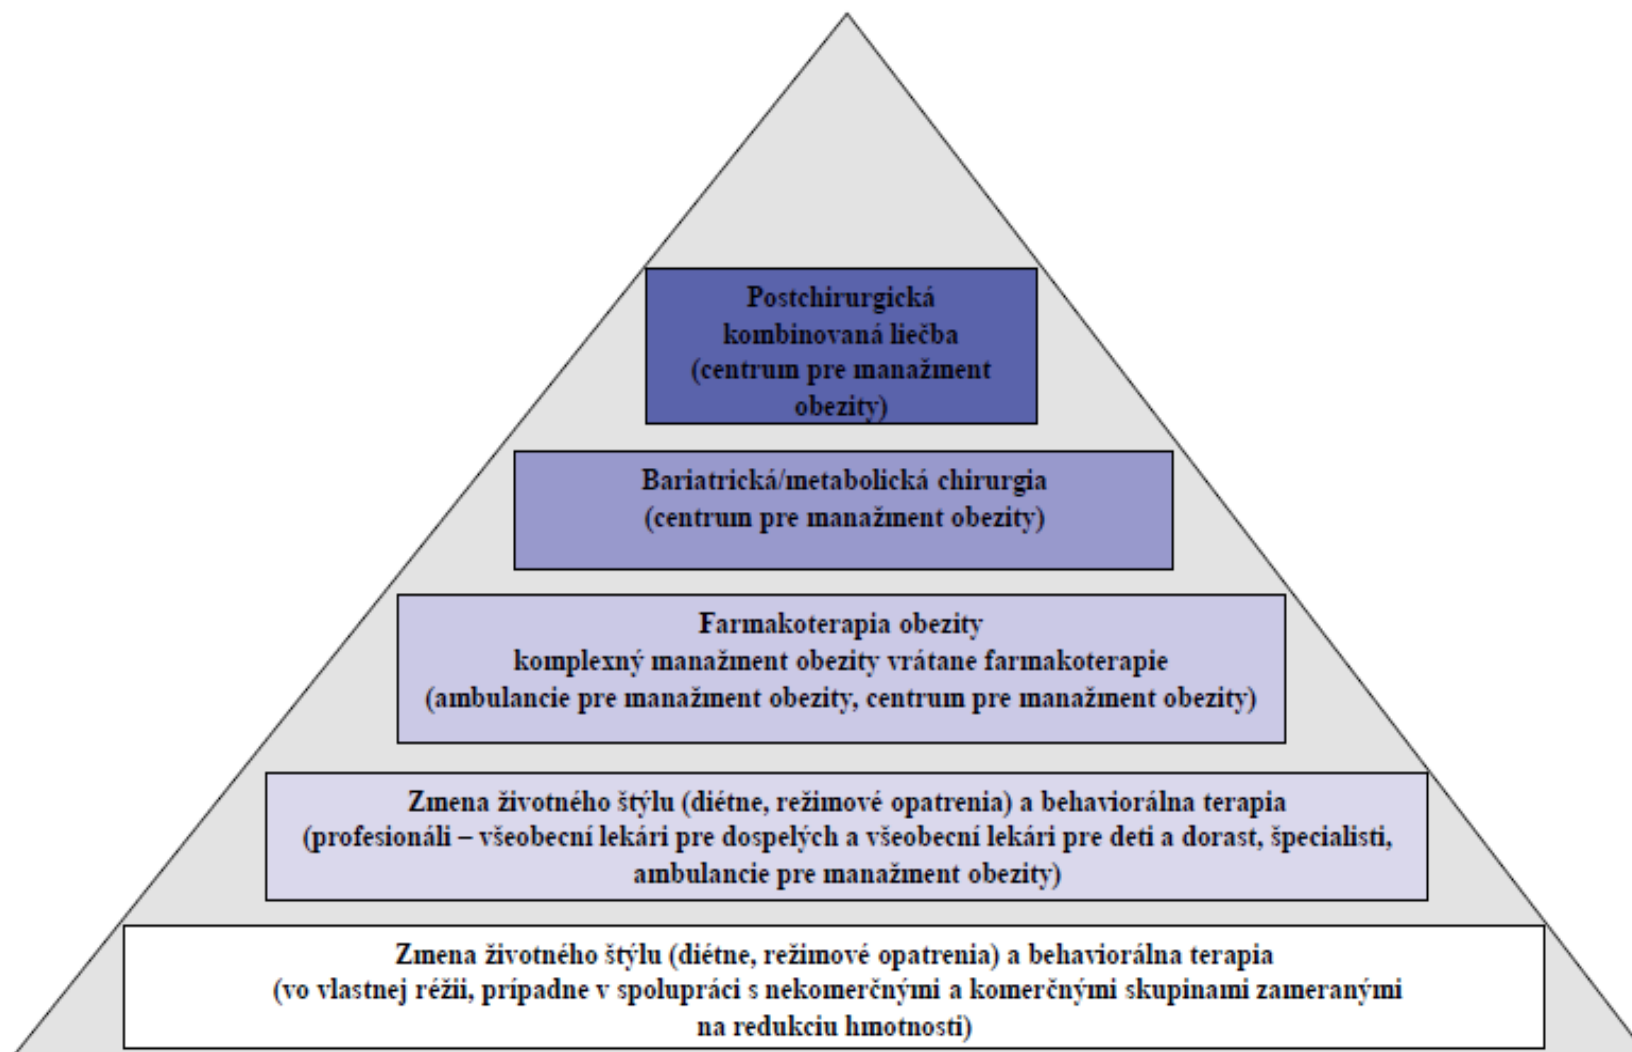 Postchirurgická
kombinovaná liečba
(centrum pre manažment
obezity)
Bariatrická/metabolická chirurgia
(centrum pre manažment obezity)
Farmakoterapia obezity
komplexný manažment obezity vrátane farmakoterapie
(ambulancie pre manažment obezity, centrum pre manažment obezity)
Zmena životného štýlu (diétne, režimové opatrenia) a behaviorálna terapia
(profesionáli – všeobecní lekári pre dospelých a všeobecní lekári pre deti a dorast, špecialisti,
ambulancie pre manažment obezity)
Zmena životného štýlu (diétne, režimové opatrenia) a behaviorálna terapia
(vo vlastnej réžii, prípadne v spolupráci s nekomerčnými a komerčnými skupinami zameranými
na redukciu hmotnosti)